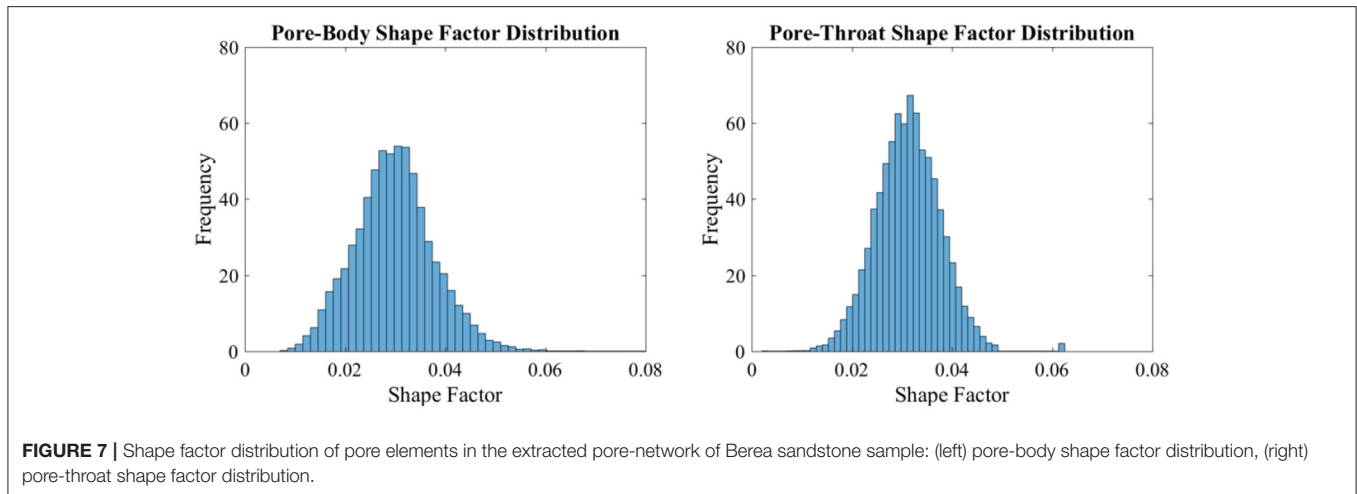 Pore-Body Shape Factor Distribution
80
60
40
20
0
Frequency
0 0.02 0.04 0.06 0.08
Shape Factor
Pore-Throat Shape Factor Distribution
80
60
40
20
0
Frequency
0 0.02 0.04 0.06 0.08
Shape Factor
FIGURE 7 | Shape factor distribution of pore elements in the extracted pore-network of Berea sandstone sample: (left) pore-body shape factor distribution, (right)
pore-throat shape factor distribution.